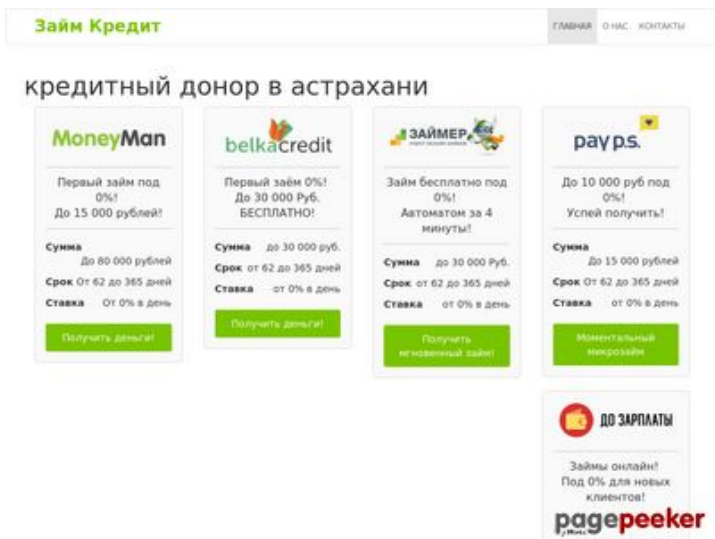 Займ Кредит
ГЛАВНАЯ О НАС КОНТАКТЫ
кредитный донор в астрахани
MoneyMan
Первый займ под
0%!
До 15 000 рублей!
Сумма
До 80 000 рублей
Срок От 62 до 365 дней
Ставка От 0% в день
Получить деньги!
belkacredit
Первый заём 0%!
До 30 000 Руб.
БЕСПЛАТНО!
Сумма до 30 000 руб.
Срок от 62 до 365 дней
Ставка от 0% в день
Получить деньги!
ЗАЙМЕР
Займ бесплатно под
0%!
Автоматом за 4
минуты!
Сумма до 30 000 Руб.
Срок от 62 до 365 дней
Ставка от 0% в день
Получить
мгновенный займ!
pay p.s.
До 10 000 руб под
0%!
Успей получить!
Сумма
До 15 000 рублей
Срок От 62 до 365 дней
Ставка от 0% в день
Моментальный
микрозайм
ДО ЗАРПЛАТЫ
Займы онлайн!
Под 0% для новых
клиентов!
pagepeeker